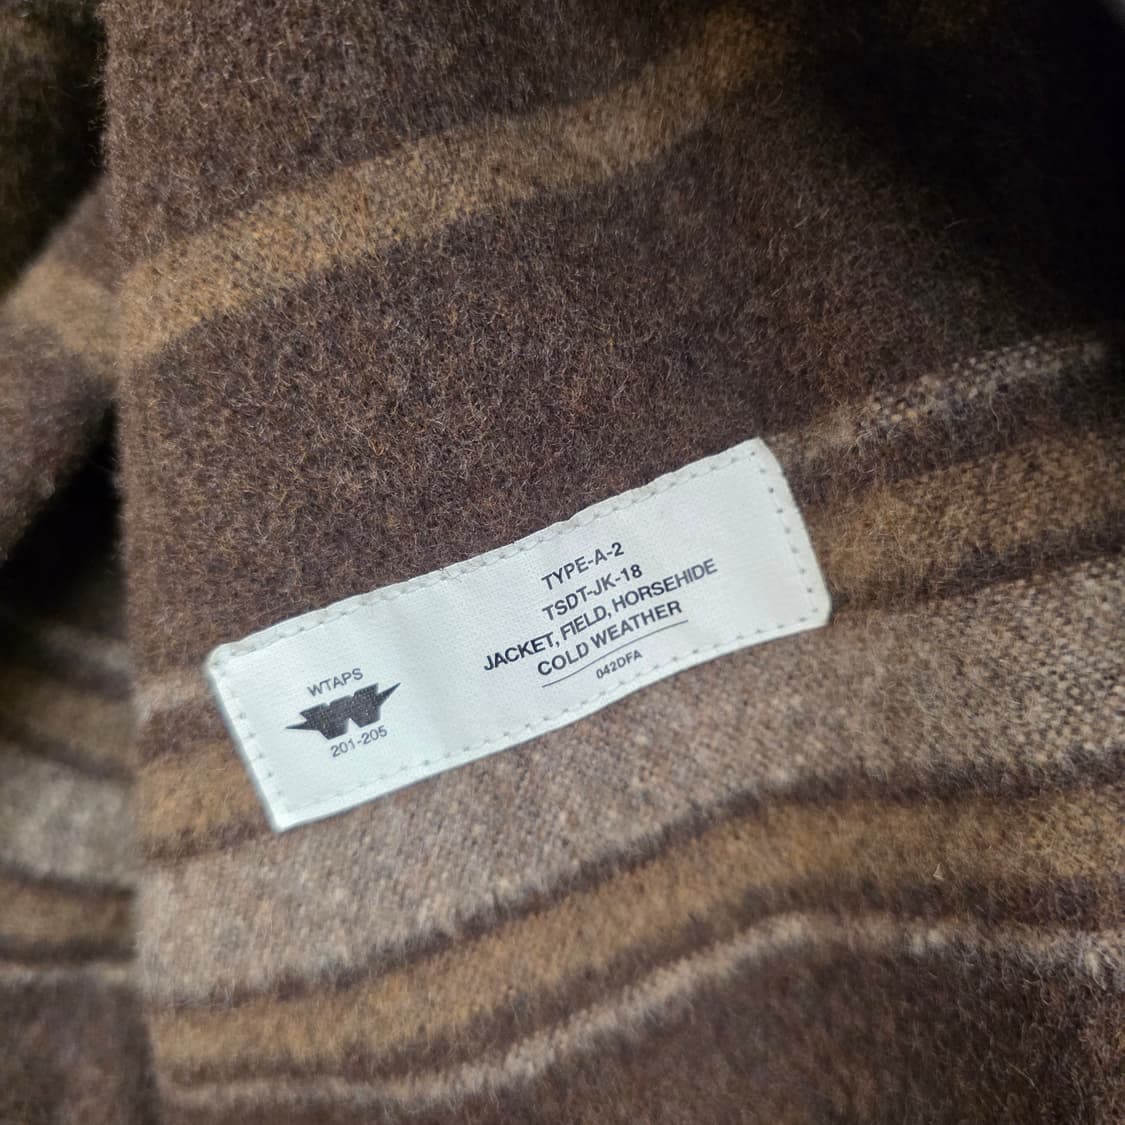 WTAPS
W
201-205
TYPE-A-2
TSDT-JK-18
JACKET, FIELD, HORSEHIDE
COLD WEATHER
042DFA